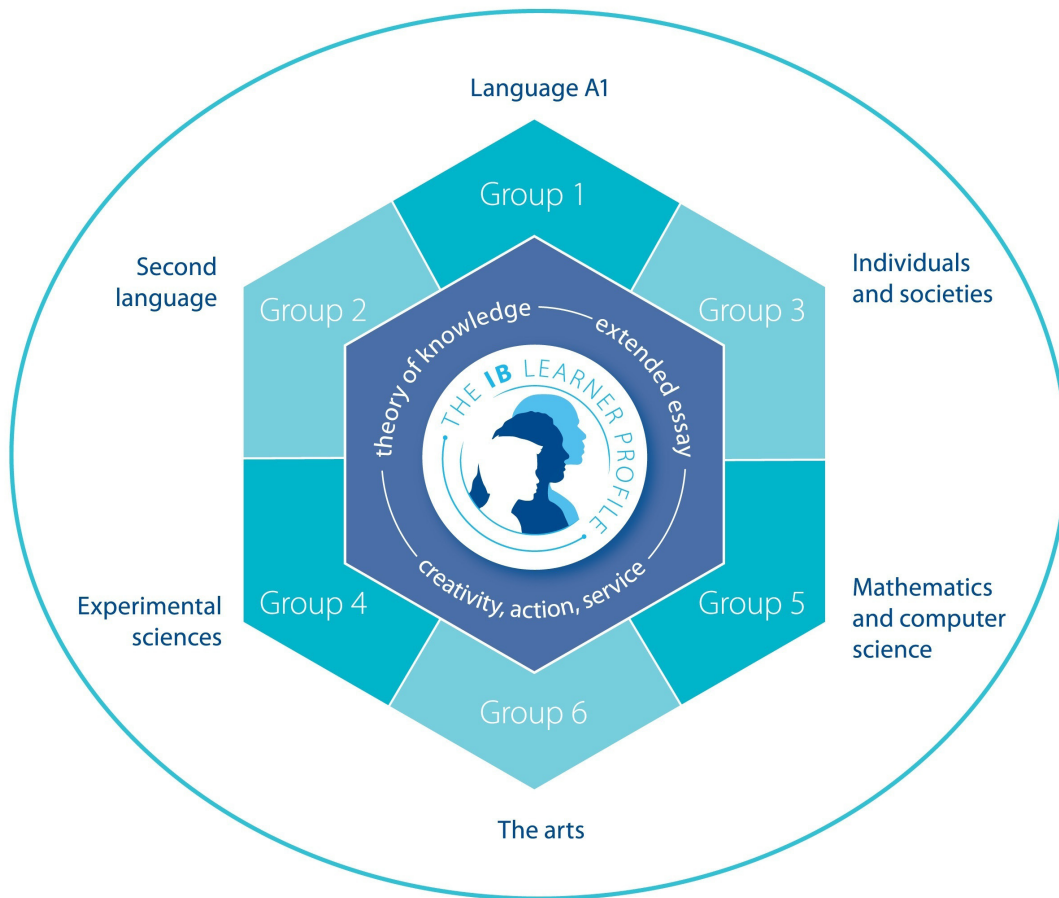 Language A1
Group 1
Second
language
Group 2
Individuals
and societies
Group 3
theory of knowledge
extended essay
THE IB LEARNER PROFILE
creativity, action, service
Experimental
sciences
Group 4
Mathematics
and computer
science
Group 5
Group 6
The arts